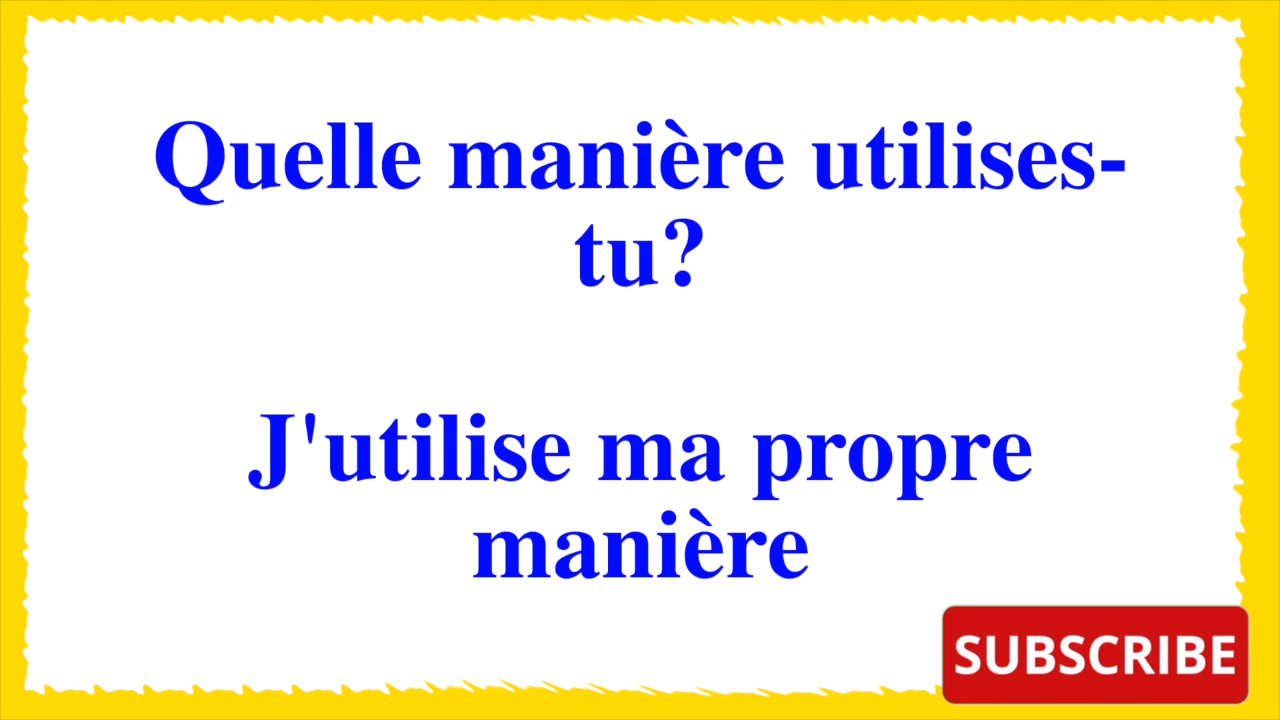 Quelle manière utilises-
tu?
J'utilise ma propre
manière
SUBSCRIBE